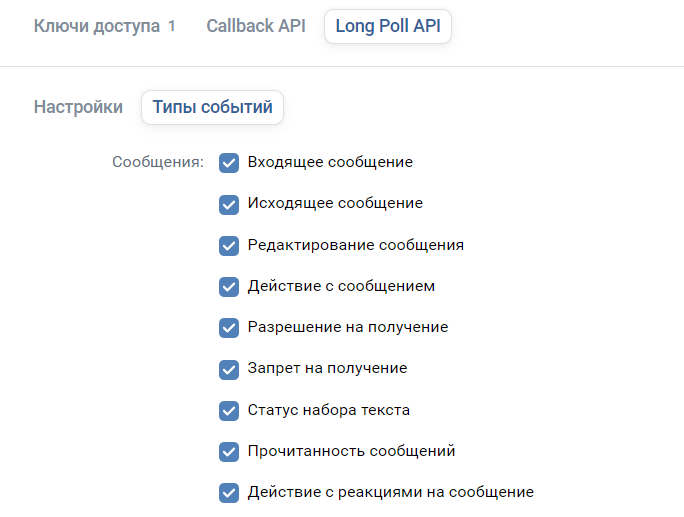 Ключи доступа 1 Callback API Long Poll API
Настройки Типы событий
Сообщения: Входящее сообщение
Исходящее сообщение
Редактирование сообщения
Действие с сообщением
Разрешение на получение
Запрет на получение
Статус набора текста
Прочитанность сообщений
Действие с реакциями на сообщение